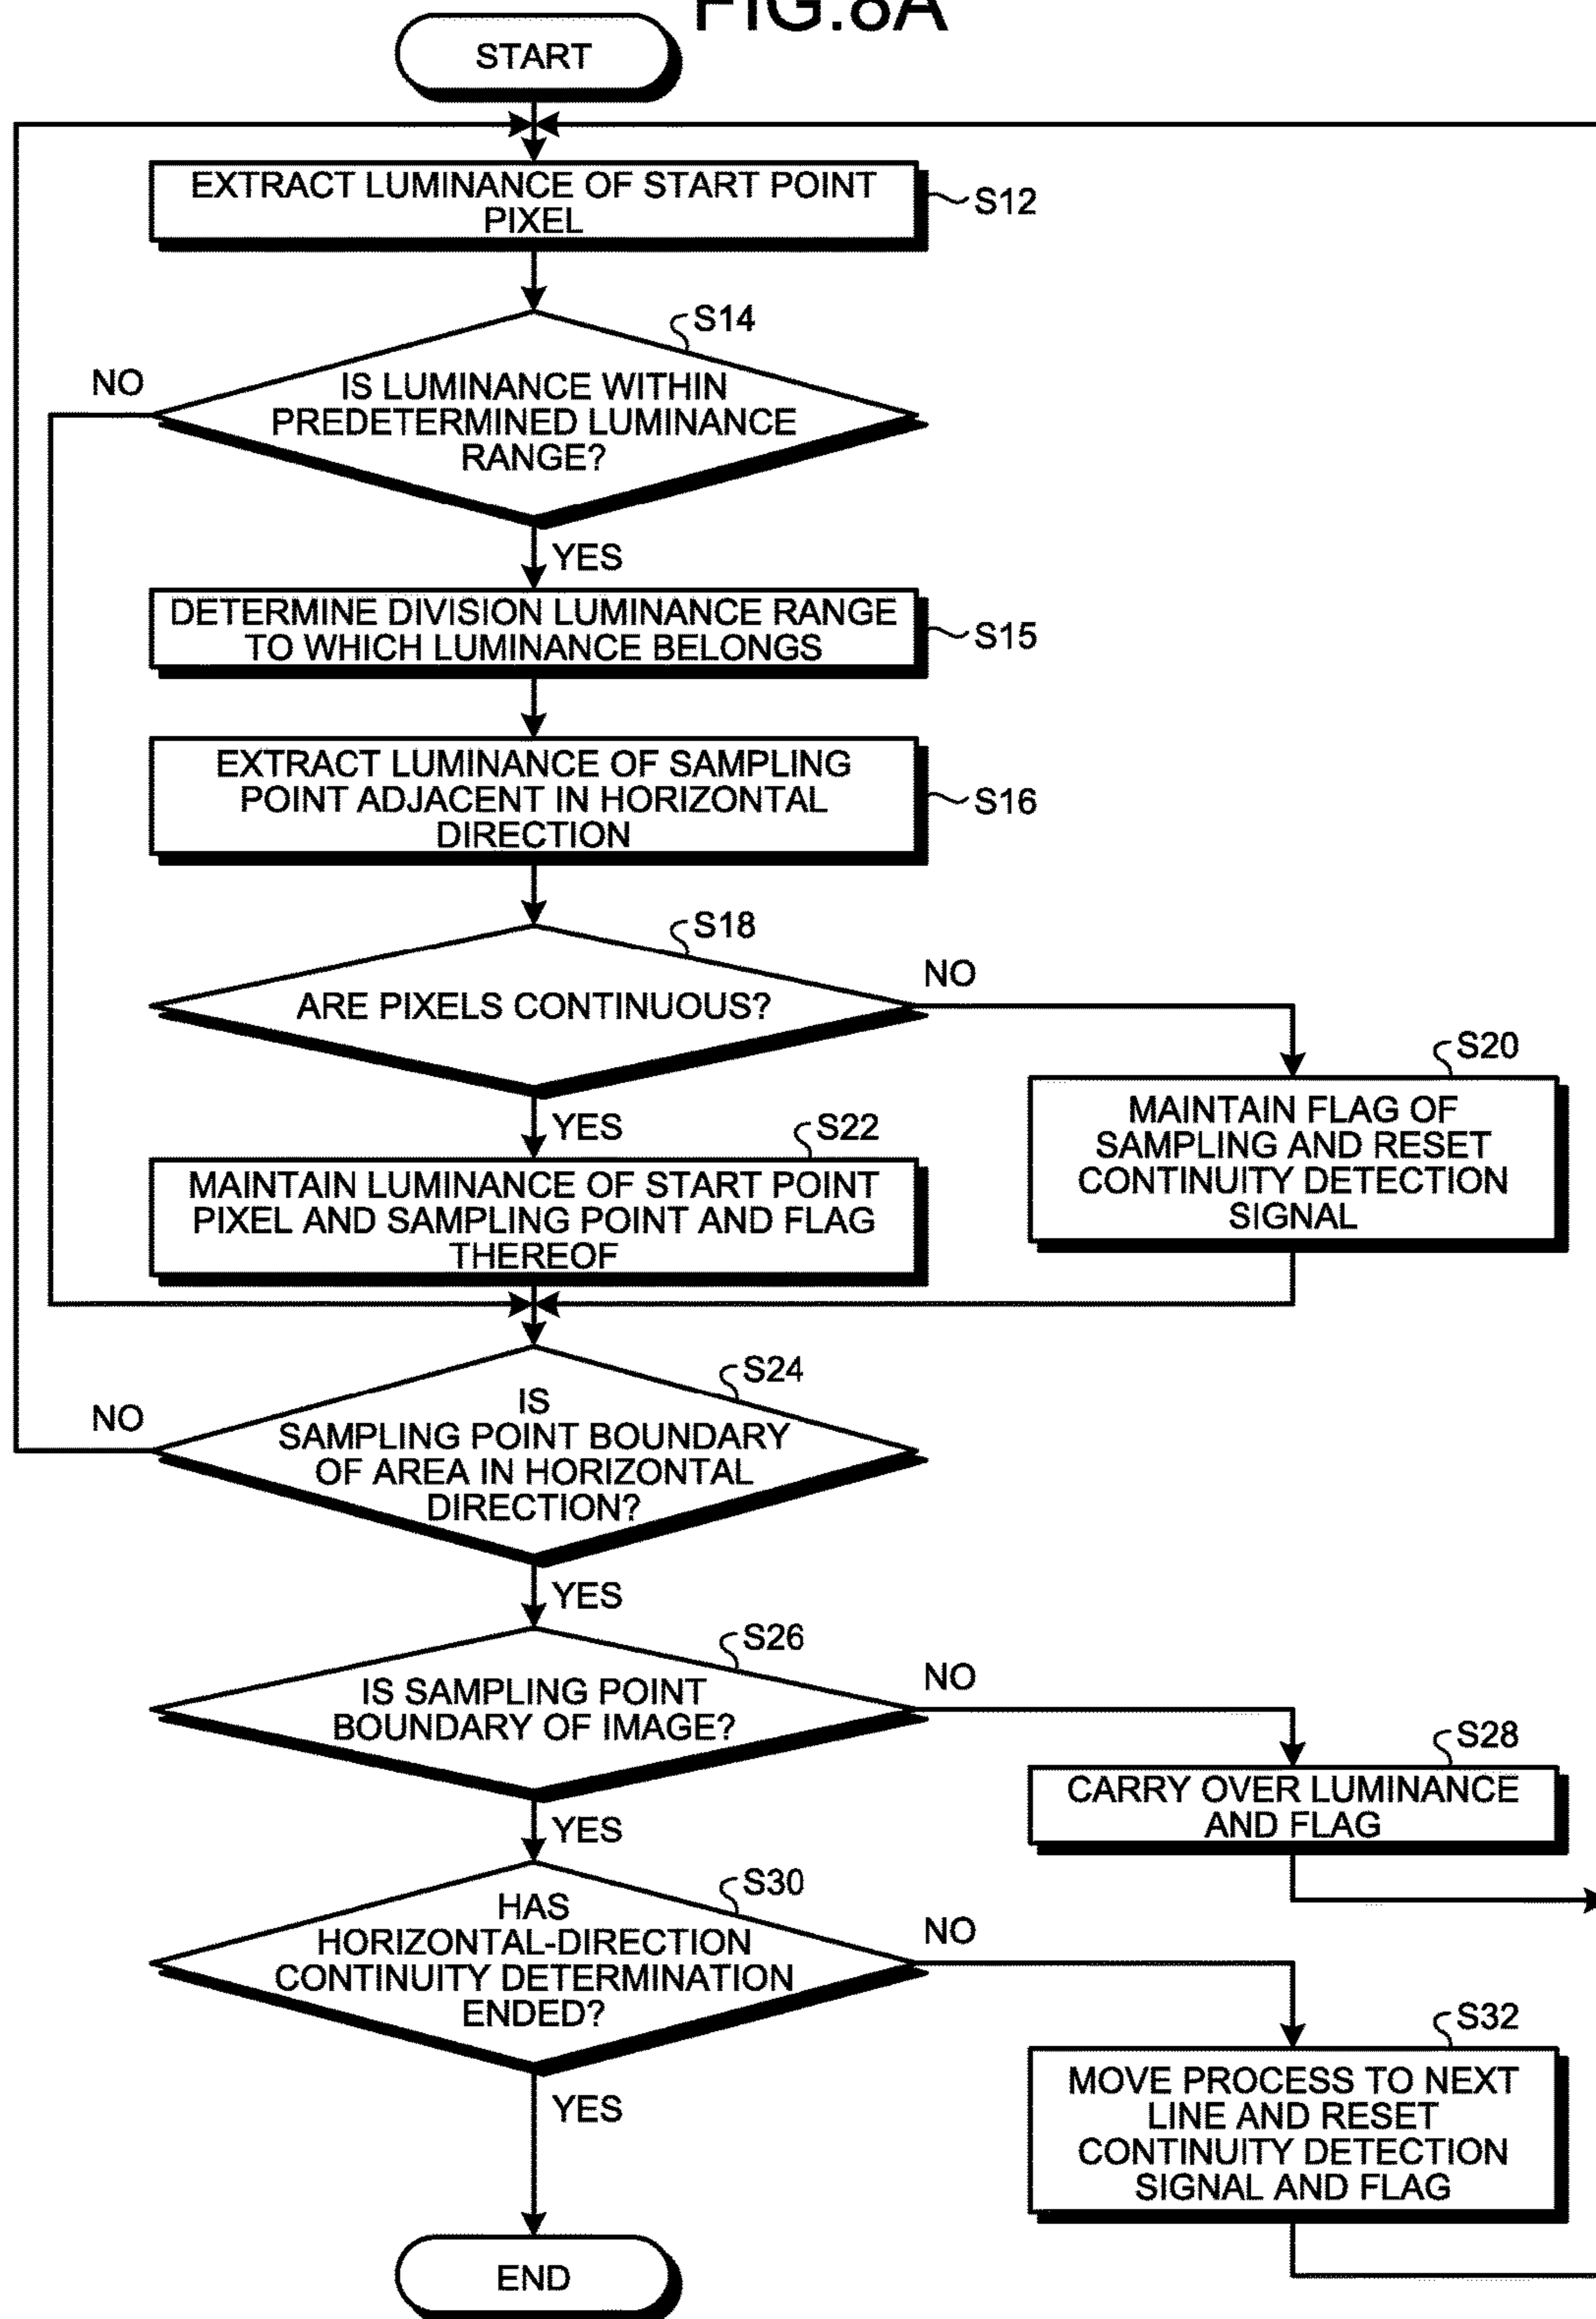 FIG.8A
START
EXTRACT LUMINANCE OF START POINT
PIXEL
S12
S14
NO
IS LUMINANCE WITHIN
PREDETERMINED LUMINANCE
RANGE?
YES
DETERMINE DIVISION LUMINANCE RANGE
TO WHICH LUMINANCE BELONGS
S15
EXTRACT LUMINANCE OF SAMPLING
POINT ADJACENT IN HORIZONTAL
DIRECTION
S16
S18
NO
ARE PIXELS CONTINUOUS?
S20
MAINTAIN FLAG OF
SAMPLING AND RESET
CONTINUITY DETECTION
SIGNAL
YES
S22
MAINTAIN LUMINANCE OF START POINT
PIXEL AND SAMPLING POINT AND FLAG
THEREOF
S24
NO
IS
SAMPLING POINT BOUNDARY
OF AREA IN HORIZONTAL
DIRECTION?
YES
S26
NO
IS SAMPLING POINT
BOUNDARY OF IMAGE?
S28
CARRY OVER LUMINANCE
AND FLAG
YES
S30
NO
HAS
HORIZONTAL-DIRECTION
CONTINUITY DETERMINATION
ENDED?
S32
MOVE PROCESS TO NEXT
LINE AND RESET
CONTINUITY DETECTION
SIGNAL AND FLAG
YES
END